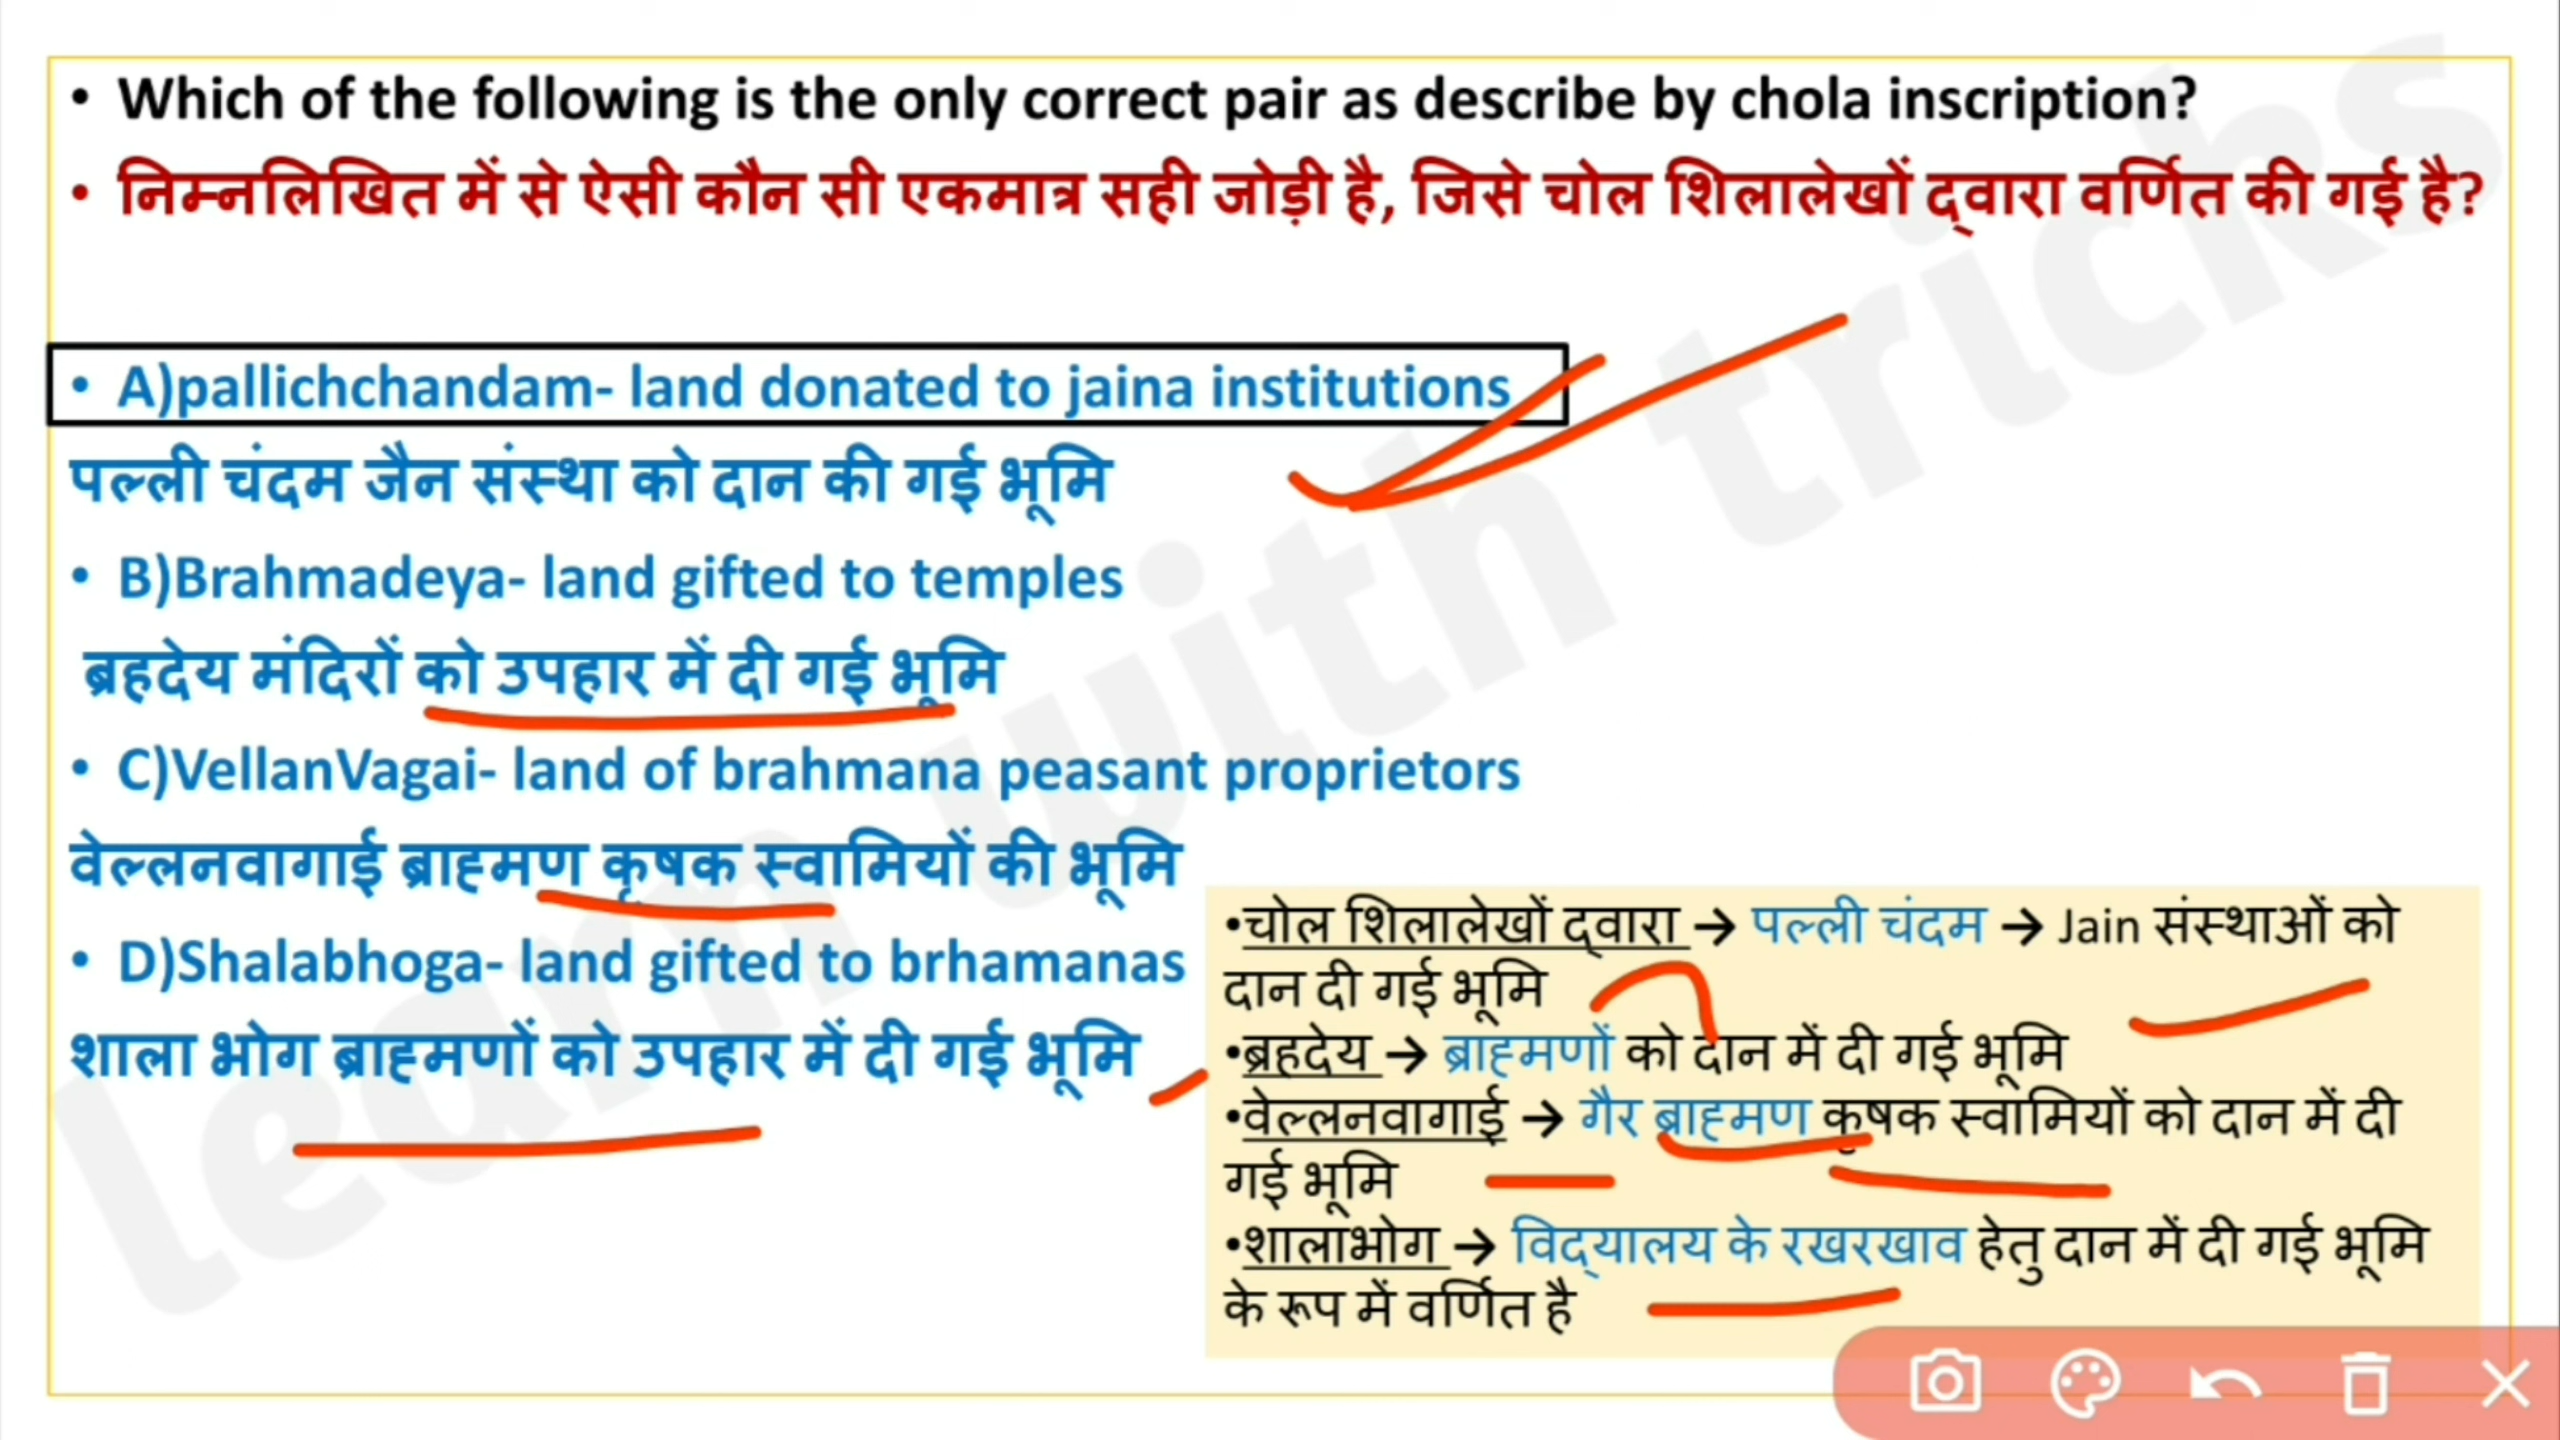 • Which of the following is the only correct pair as describe by chola inscription?
• निम्नलिखित में से ऐसी कौन सी एकमात्र सही जोड़ी है, जिसे चोल शिलालेखों द्वारा वर्णित की गई है?
• A)pallichchandam- land donated to jaina institutions
पल्ली चंदम जैन संस्था को दान की गई भूमि
• B)Brahmadeya- land gifted to temples
ब्रहदेय मंदिरों को उपहार में दी गई भूमि
• C)VellanVagai- land of brahmana peasant proprietors
वेल्लनवागाई ब्राह्मण कृषक स्वामियों की भूमि
• D)Shalabhoga- land gifted to brhamanas
शाला भोग ब्राह्मणों को उपहार में दी गई भूमि
•चोल शिलालेखों द्वारा → पल्ली चंदम → Jain संस्थाओं को
दान दी गई भूमि
•ब्रहदेय → ब्राह्मणों को दान में दी गई भूमि
•वेल्लनवागाई → गैर ब्राह्मण कृषक स्वामियों को दान में दी
गई भूमि
•शालाभोग → विद्यालय के रखरखाव हेतु दान में दी गई भूमि
के रूप में वर्णित है
learn with tricks